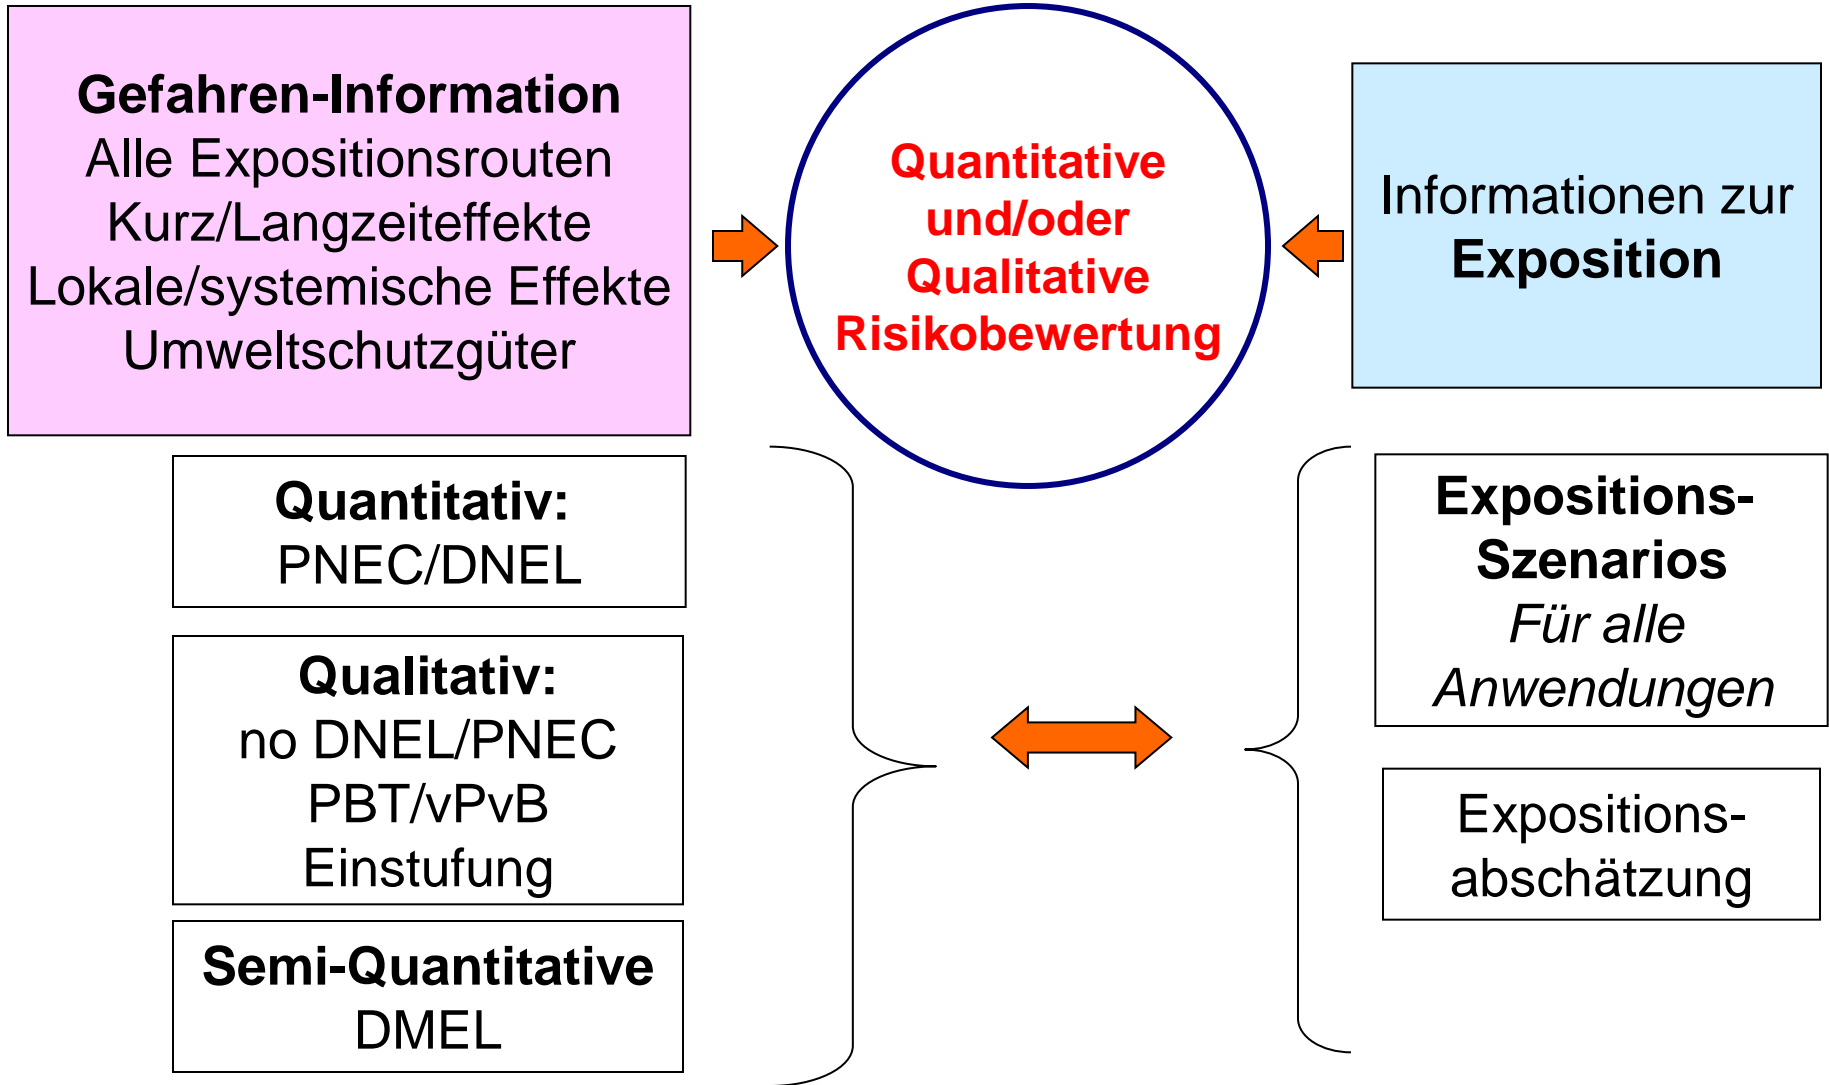 Gefahren-Information
Alle Expositionsrouten
Kurz/Langzeiteffekte
Lokale/systemische Effekte
Umweltschutzgüter
Quantitative
und/oder
Qualitative
Risikobewertung
Informationen zur
Exposition
Quantitativ:
PNEC/DNEL
Qualitativ:
no DNEL/PNEC
PBT/vPvB
Einstufung
Semi-Quantitative
DMEL
Expositions-
Szenarios
Für alle
Anwendungen
Expositions-
abschätzung